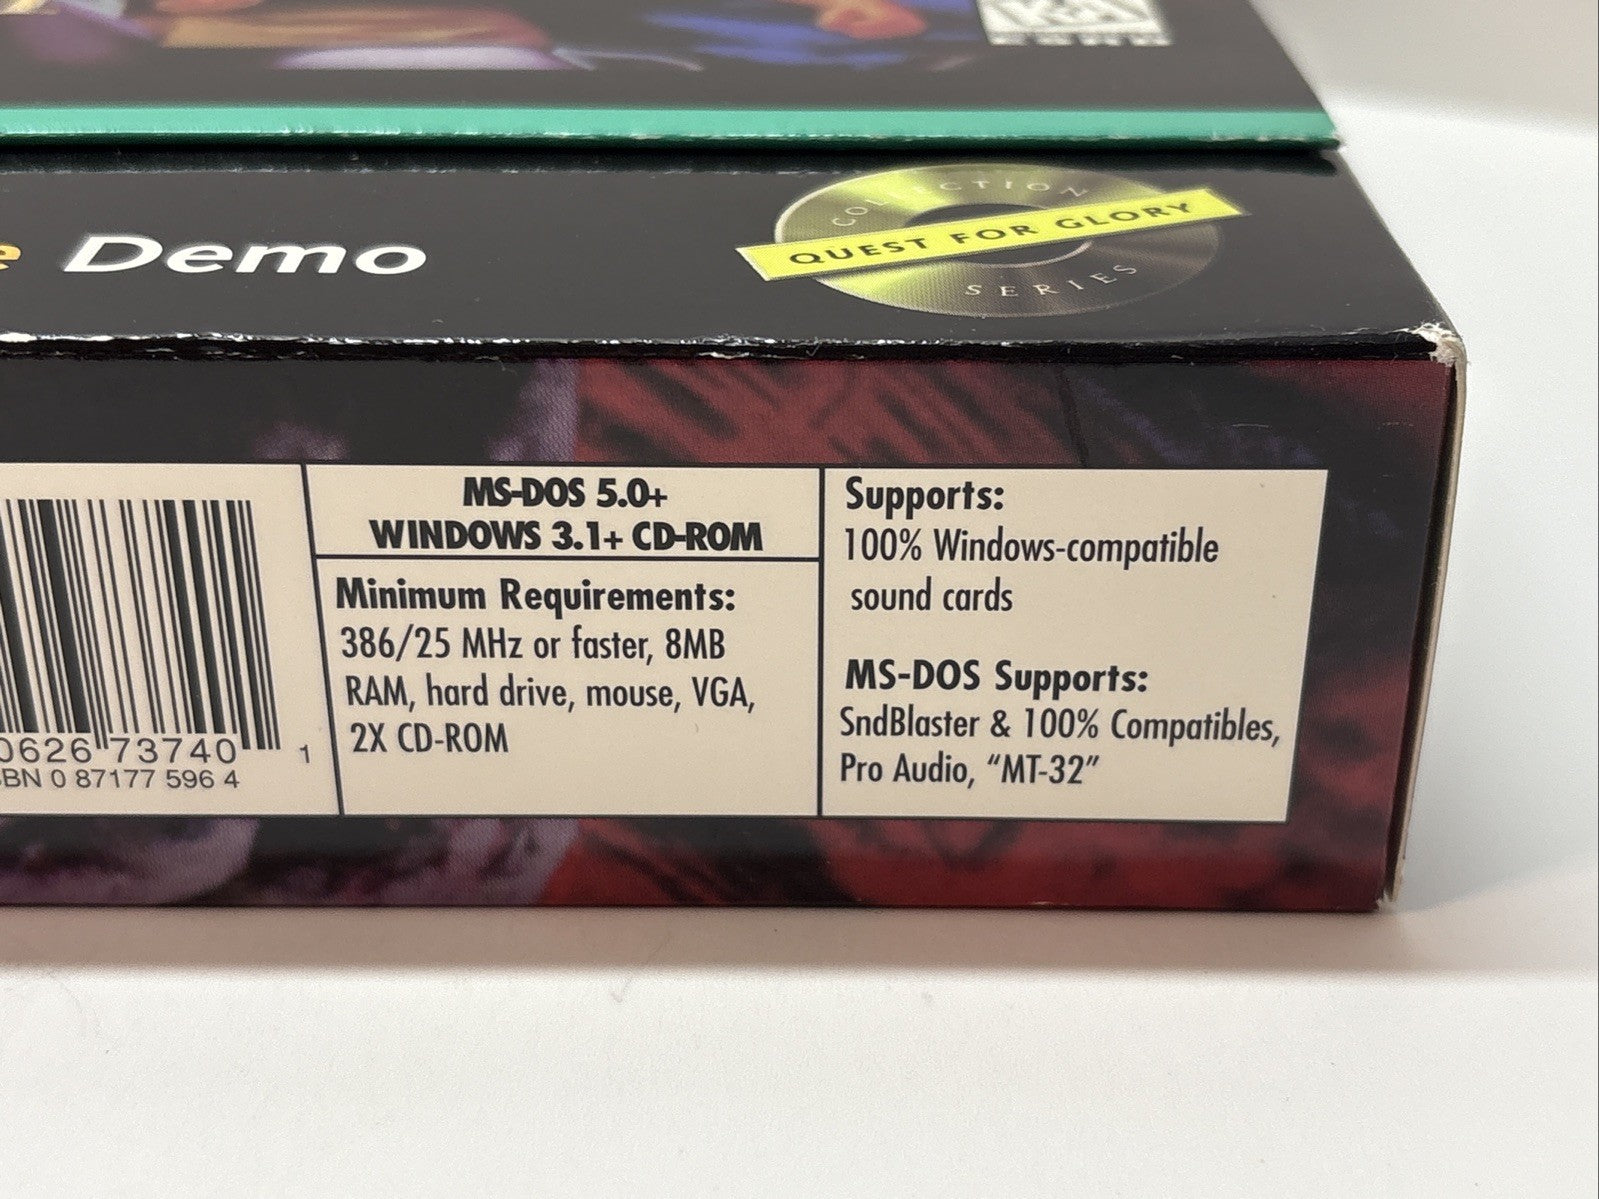 K-A
ESRB
Demo
COLLECTION
QUEST FOR GLORY
SERIES
MS-DOS 5.0+
WINDOWS 3.1+ CD-ROM
Minimum Requirements:
386/25 MHz or faster, 8MB
RAM, hard drive, mouse, VGA,
2X CD-ROM
Supports:
100% Windows-compatible
sound cards
MS-DOS Supports:
SndBlaster & 100% Compatibles,
Pro Audio, “MT-32”
0626 73740 1
BN 0 87177 596 4